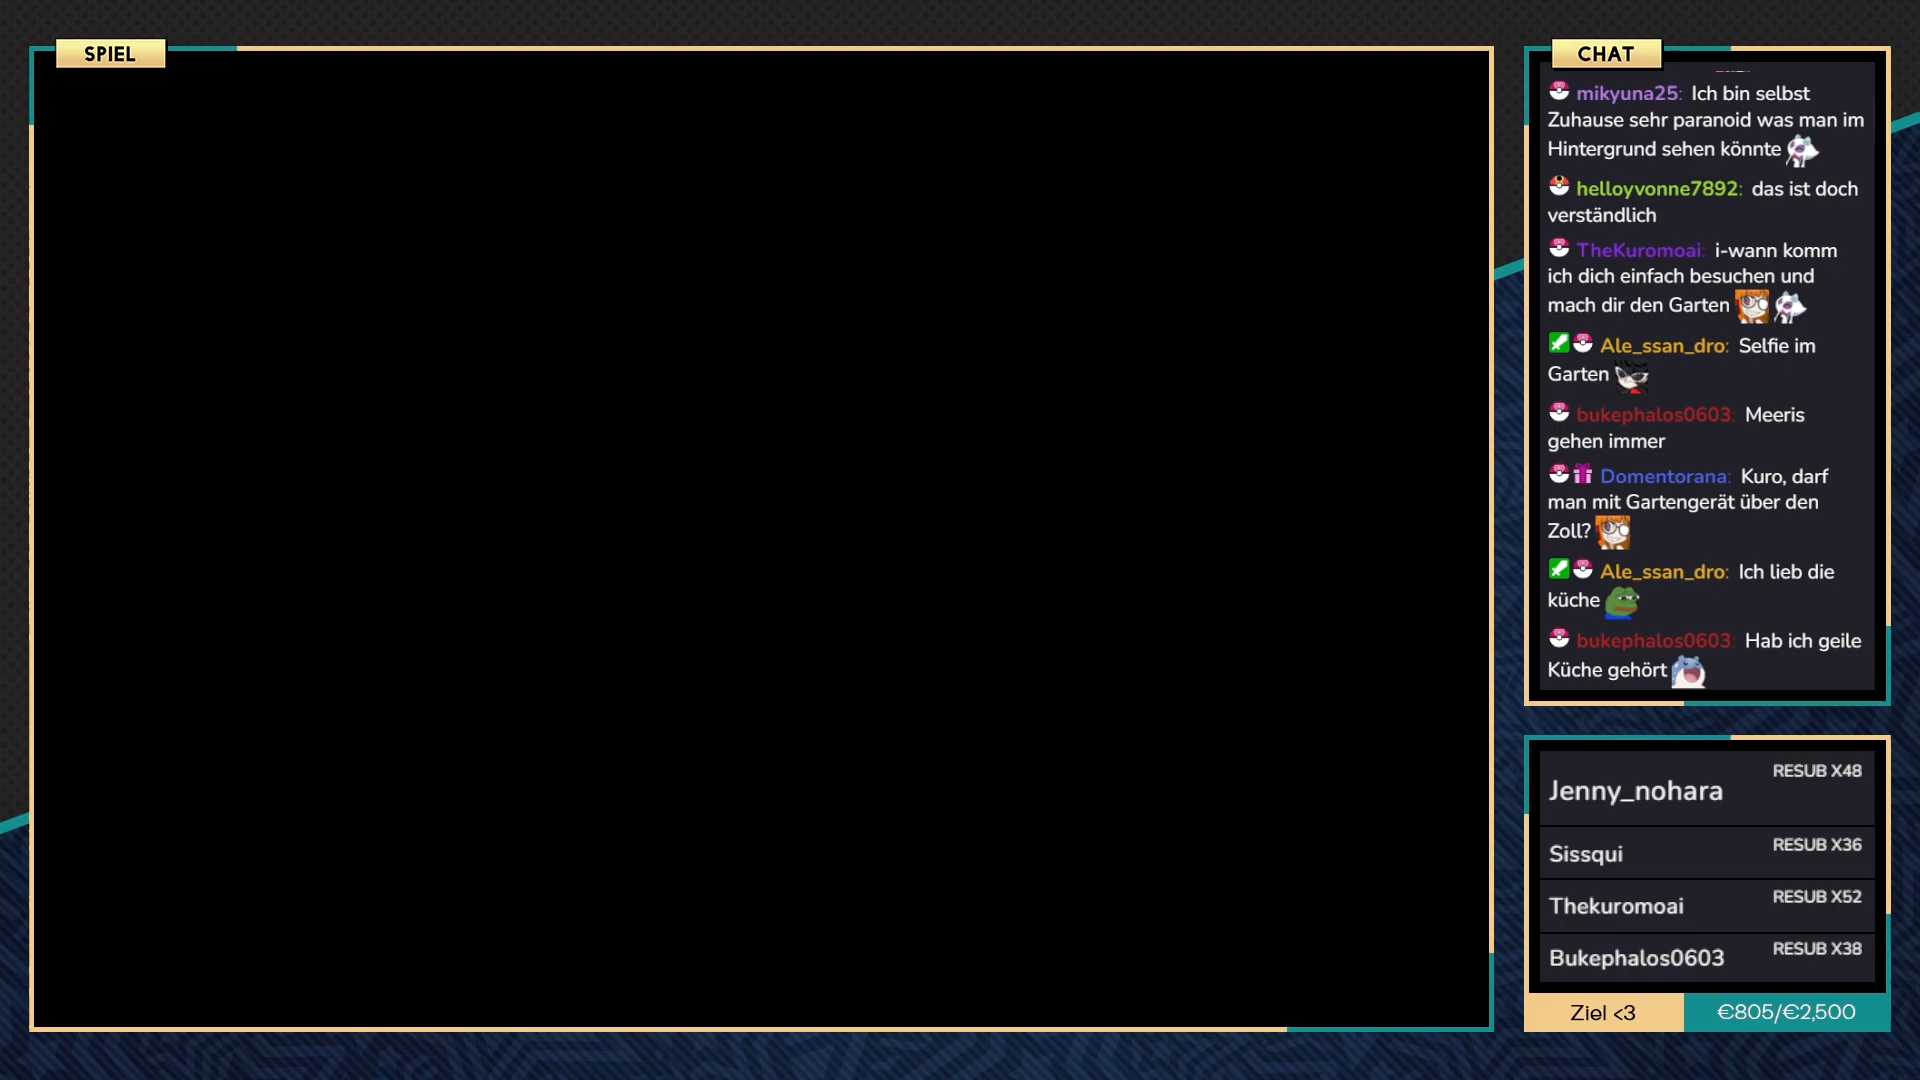 SPIEL
CHAT
mikyuna25: Ich bin selbst
Zuhause sehr paranoid was man im
Hintergrund sehen könnte
helloyvonne7892: das ist doch
verständlich
TheKuromoai: i-wann komm
ich dich einfach besuchen und
mach dir den Garten
Ale_ssan_dro: Selfie im
Garten
bukephalos0603: Meeris
gehen immer
Domentorana: Kuro, darf
man mit Gartengerät über den
Zoll?
Ale_ssan_dro: Ich lieb die
küche
bukephalos0603: Hab ich geile
Küche gehört
Jenny_nohara RESUB X48
Sissqui RESUB X36
Thekuromoai RESUB X52
Bukephalos0603 RESUB X38
Ziel <3 €805/€2,500